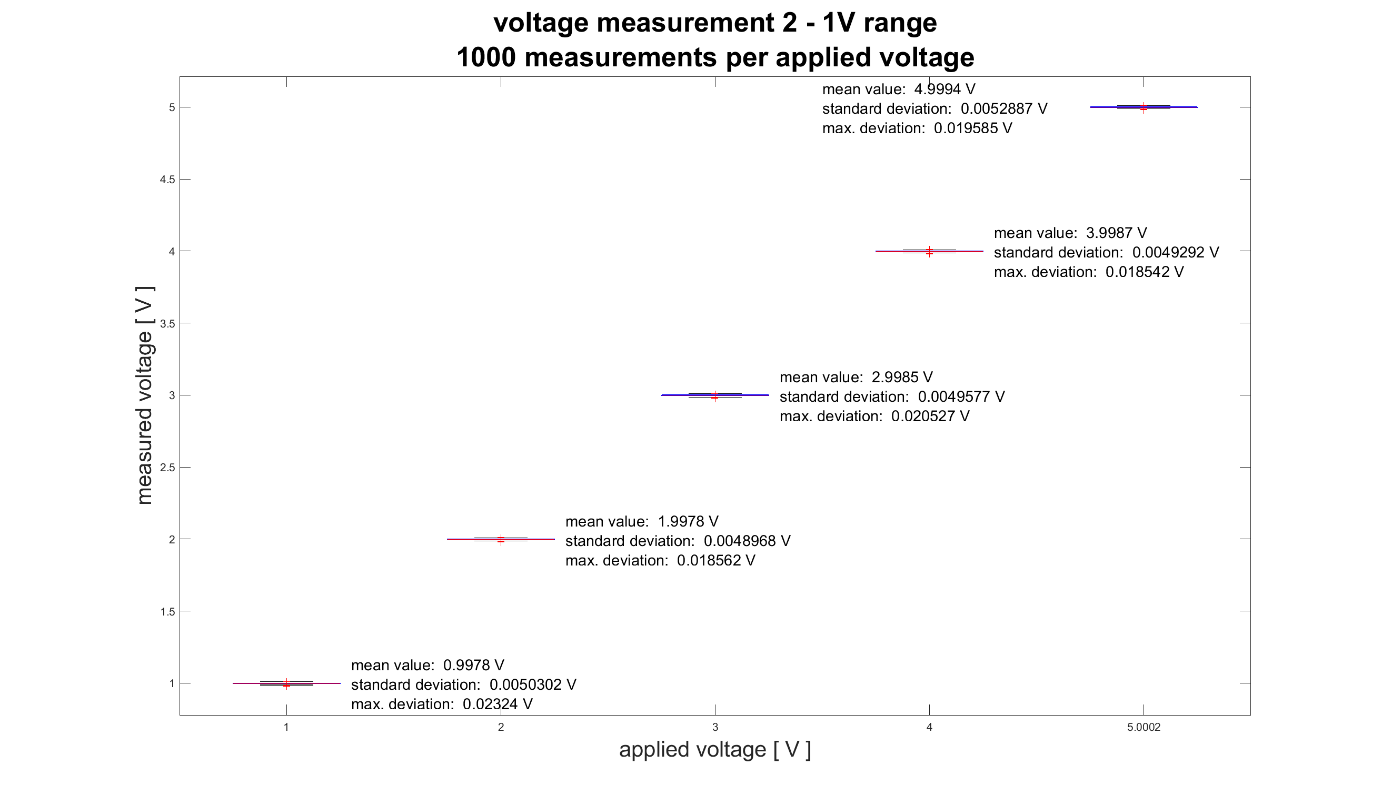 voltage measurement 2 - 1V range
1000 measurements per applied voltage
mean value:  4.9994 V
standard deviation:  0.0052887 V
max. deviation:  0.019585 V
mean value:  3.9987 V
standard deviation:  0.0049292 V
max. deviation:  0.018542 V
mean value:  2.9985 V
standard deviation:  0.0049577 V
max. deviation:  0.020527 V
mean value:  1.9978 V
standard deviation:  0.0048968 V
max. deviation:  0.018562 V
mean value:  0.9978 V
standard deviation:  0.0050302 V
max. deviation:  0.02324 V
measured voltage [ V ]
5
4.5
4
3.5
3
2.5
2
1.5
1
1
2
3
4
5.0002
applied voltage [ V ]